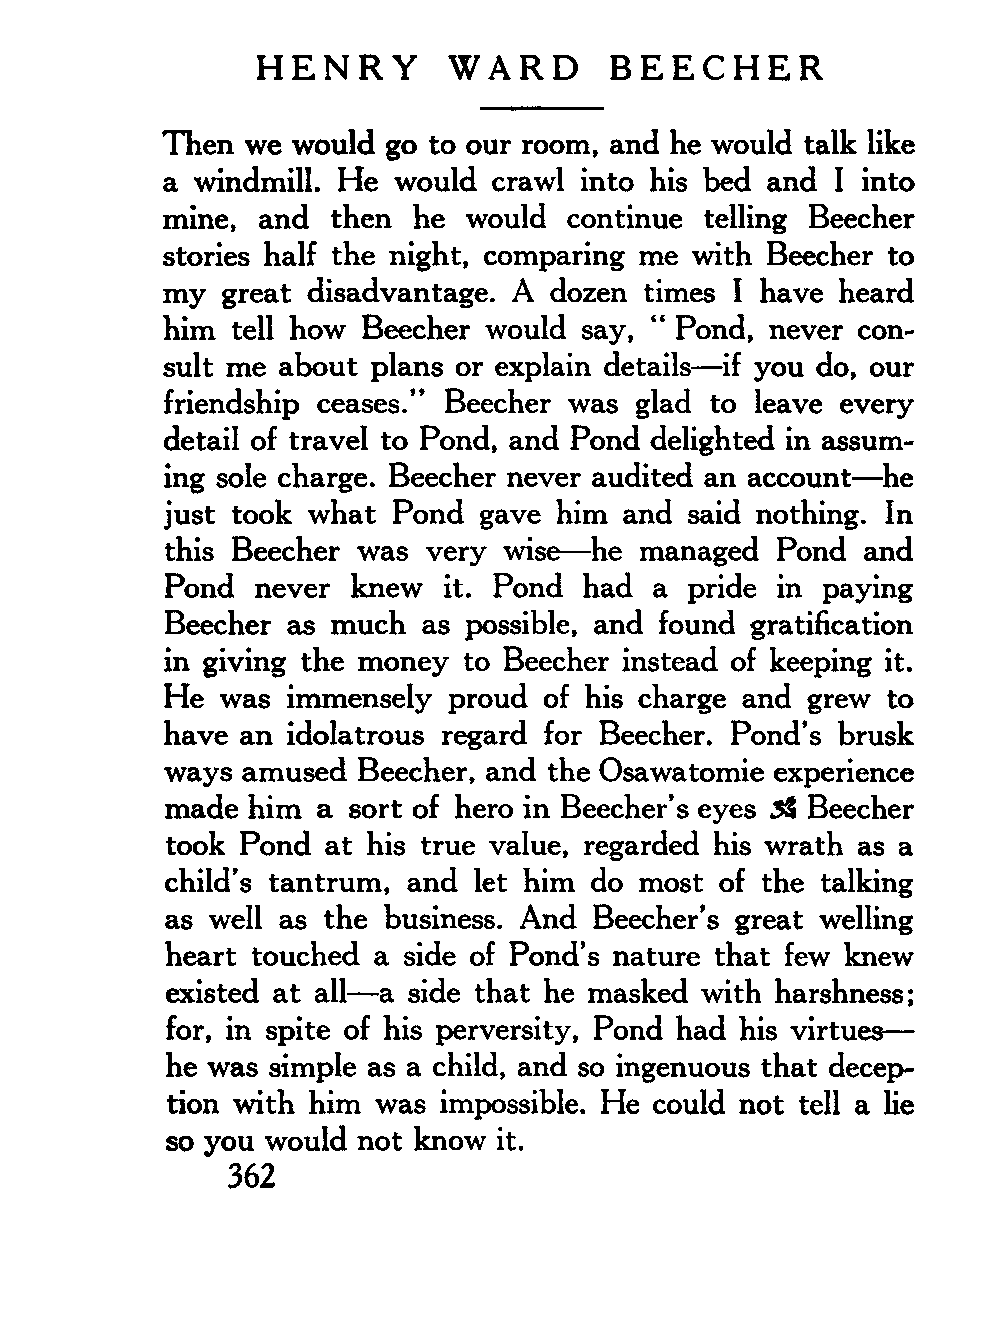 HENRY WARD BEECHER
Then we would go to our room, and he would talk like
a windmill. He would crawl into his bed and I into
mine, and then he would continue telling Beecher
stories half the night, comparing me with Beecher to
my great disadvantage. A dozen times I have heard
him tell how Beecher would say, “ Pond, never con-
sult me about plans or explain details—if you do, our
friendship ceases.” Beecher was glad to leave every
detail of travel to Pond, and Pond delighted in assum-
ing sole charge. Beecher never audited an account—he
just took what Pond gave him and said nothing. In
this Beecher was very wise—he managed Pond and
Pond never knew it. Pond had a pride in paying
Beecher as much as possible, and found gratification
in giving the money to Beecher instead of keeping it.
He was immensely proud of his charge and grew to
have an idolatrous regard for Beecher. Pond’s brusk
ways amused Beecher, and the Osawatomie experience
made him a sort of hero in Beecher’s eyes Beecher
took Pond at his true value, regarded his wrath as a
child’s tantrum, and let him do most of the talking
as well as the business. And Beecher’s great welling
heart touched a side of Pond’s nature that few knew
existed at all—a side that he masked with harshness;
for, in spite of his perversity, Pond had his virtues—
he was simple as a child, and so ingenuous that decep-
tion with him was impossible. He could not tell a lie
so you would not know it.
362